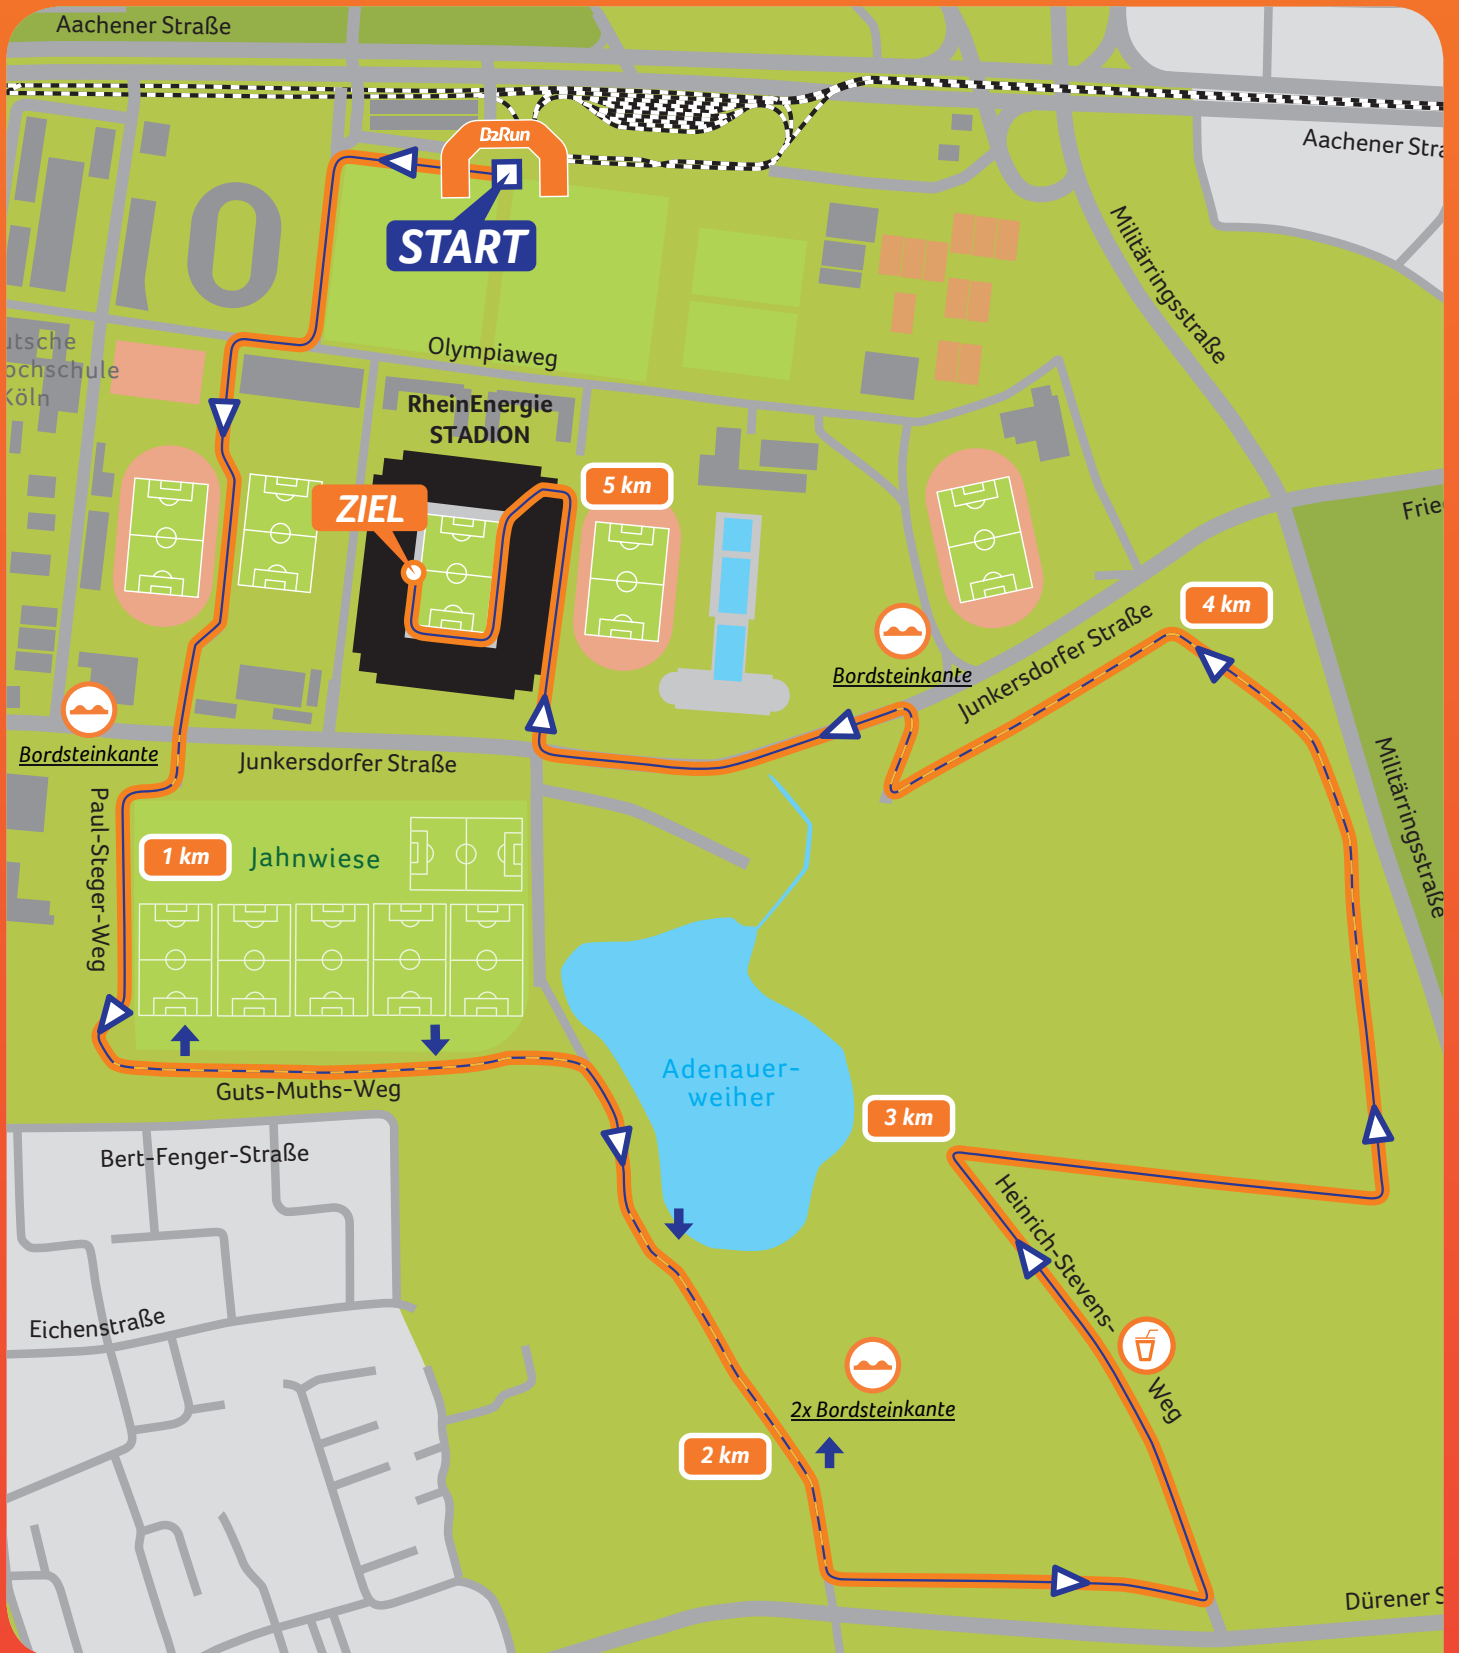 Aachener Straße
B2Run
START
Aachener Stra
Militärringsstraße
Olympiaweg
utsche
ochschule
Köln
RheinEnergie
STADION
5 km
ZIEL
Frie
4 km
Junkersdorfer Straße
Bordsteinkante
Bordsteinkante
Junkersdorfer Straße
Militärringsstraße
Paul-Steger-Weg
1 km
Jahnwiese
Adenauer-
weiher
Guts-Muths-Weg
3 km
Bert-Fenger-Straße
Heinrich-Stevens-
Weg
Eichenstraße
2x Bordsteinkante
2 km
Dürener S